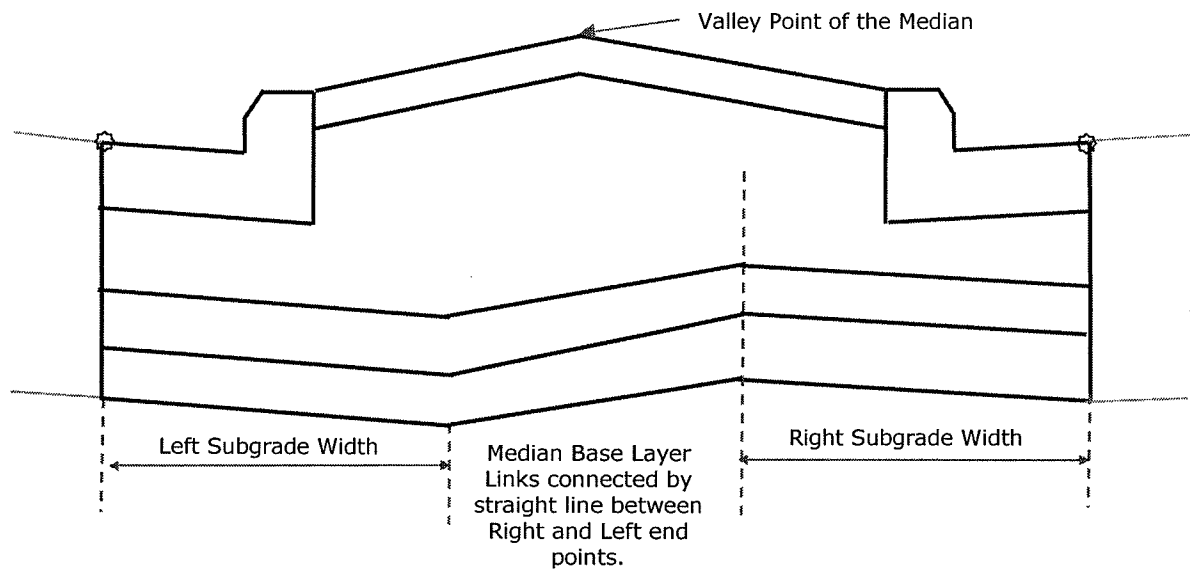 Valley Point of the Median
Left Subgrade Width
Right Subgrade Width
Median Base Layer
Links connected by
straight line between
Right and Left end
points.